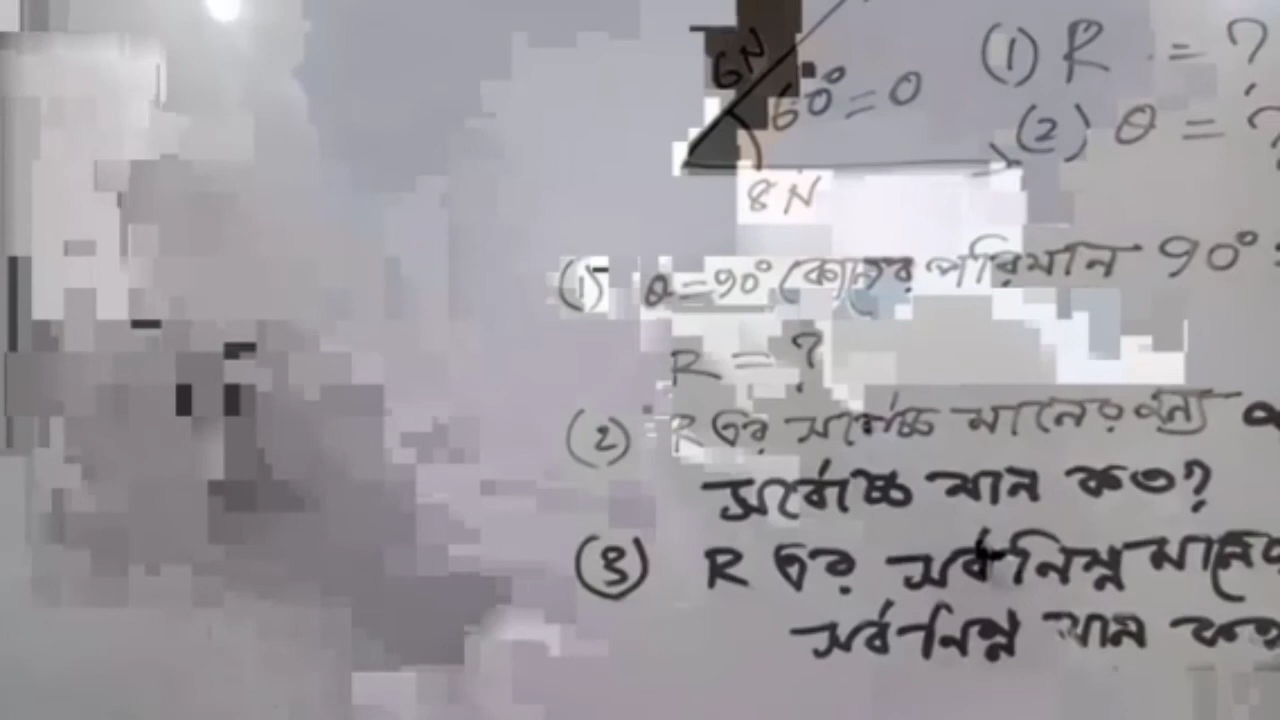 6N
60° = θ
(1) R = ?
(2) θ =
8N
(1) θ=90° কোনের পরিমান 90°
R = ?
(2) R এর সর্বোচ্চ মানের জন্য
সর্বোচ্চ মান কত?
(3) R এর সর্বনিম্ন মানের
সর্বনিম্ন মান কত